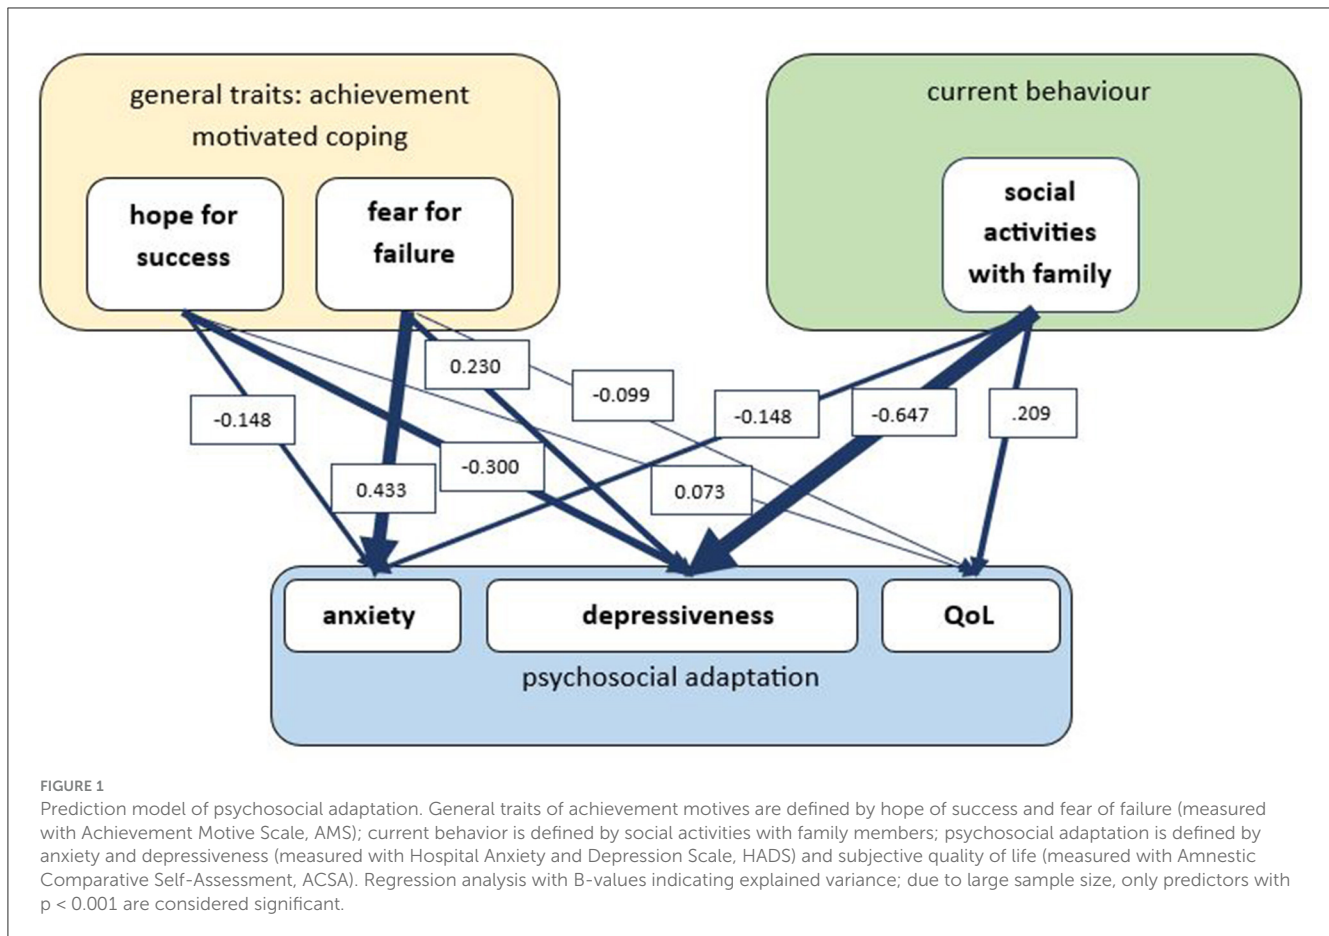 general traits: achievement
motivated coping
hope for
success
fear for
failure
current behaviour
social
activities
with family
0.230
-0.099
-0.148
-0.148
-0.647
.209
0.433
-0.300
0.073
anxiety
depressiveness
QoL
psychosocial adaptation
FIGURE 1
Prediction model of psychosocial adaptation. General traits of achievement motives are defined by hope of success and fear of failure (measured
with Achievement Motive Scale, AMS); current behavior is defined by social activities with family members; psychosocial adaptation is defined by
anxiety and depressiveness (measured with Hospital Anxiety and Depression Scale, HADS) and subjective quality of life (measured with Amnestic
Comparative Self-Assessment, ACSA). Regression analysis with B-values indicating explained variance; due to large sample size, only predictors with
p < 0.001 are considered significant.